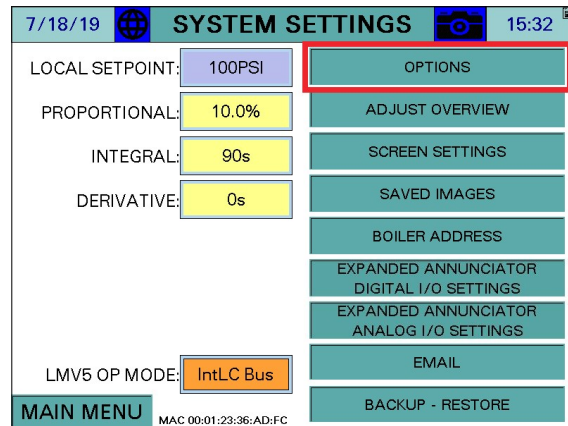 7/18/19 SYSTEM SETTINGS 15:32
LOCAL SETPOINT: 100PSI
PROPORTIONAL: 10.0%
INTEGRAL: 90s
DERIVATIVE: 0s
LMV5 OP MODE: IntLC Bus
MAIN MENU MAC 00:01:23:36:AD:FC
OPTIONS
ADJUST OVERVIEW
SCREEN SETTINGS
SAVED IMAGES
BOILER ADDRESS
EXPANDED ANNUNCIATOR
DIGITAL I/O SETTINGS
EXPANDED ANNUNCIATOR
ANALOG I/O SETTINGS
EMAIL
BACKUP - RESTORE